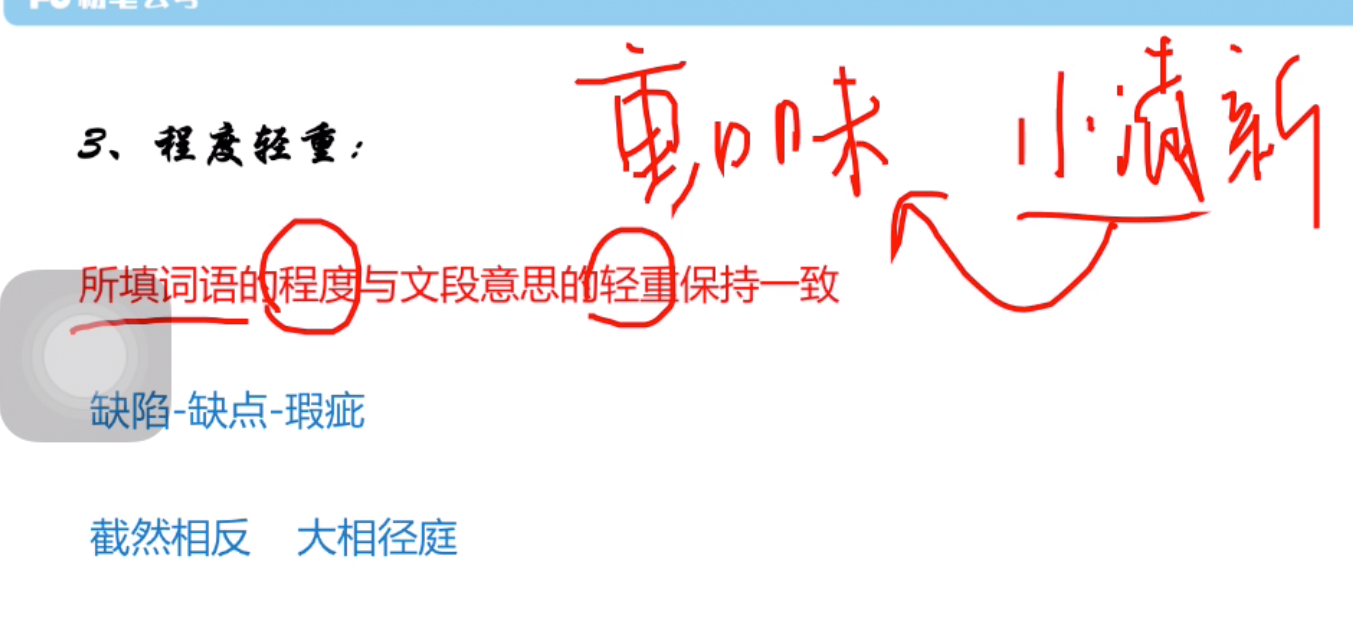 3、程度轻重：
重口味 小清新
所填词语的程度与文段意思的轻重保持一致
缺陷-缺点-瑕疵
截然相反 大相径庭